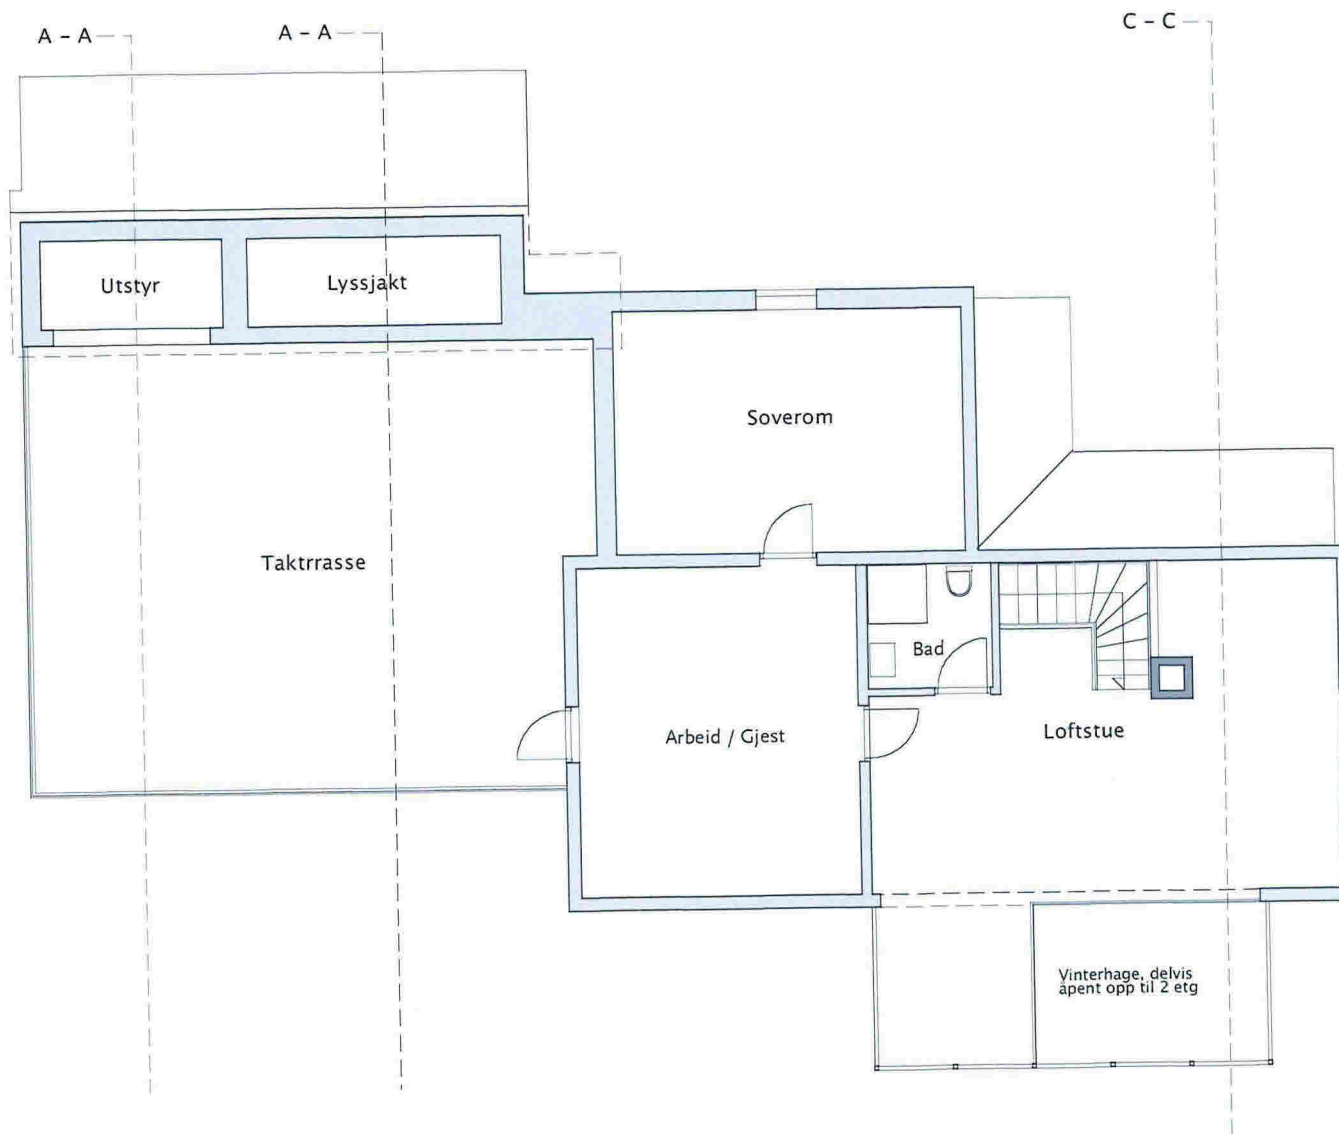 A – A
A – A
C – C
Utstyr
Lyssjakt
Soverom
Taktrrasse
Bad
Arbeid / Gjest
Loftstue
Vinterhage, delvis
åpent opp til 2 etg